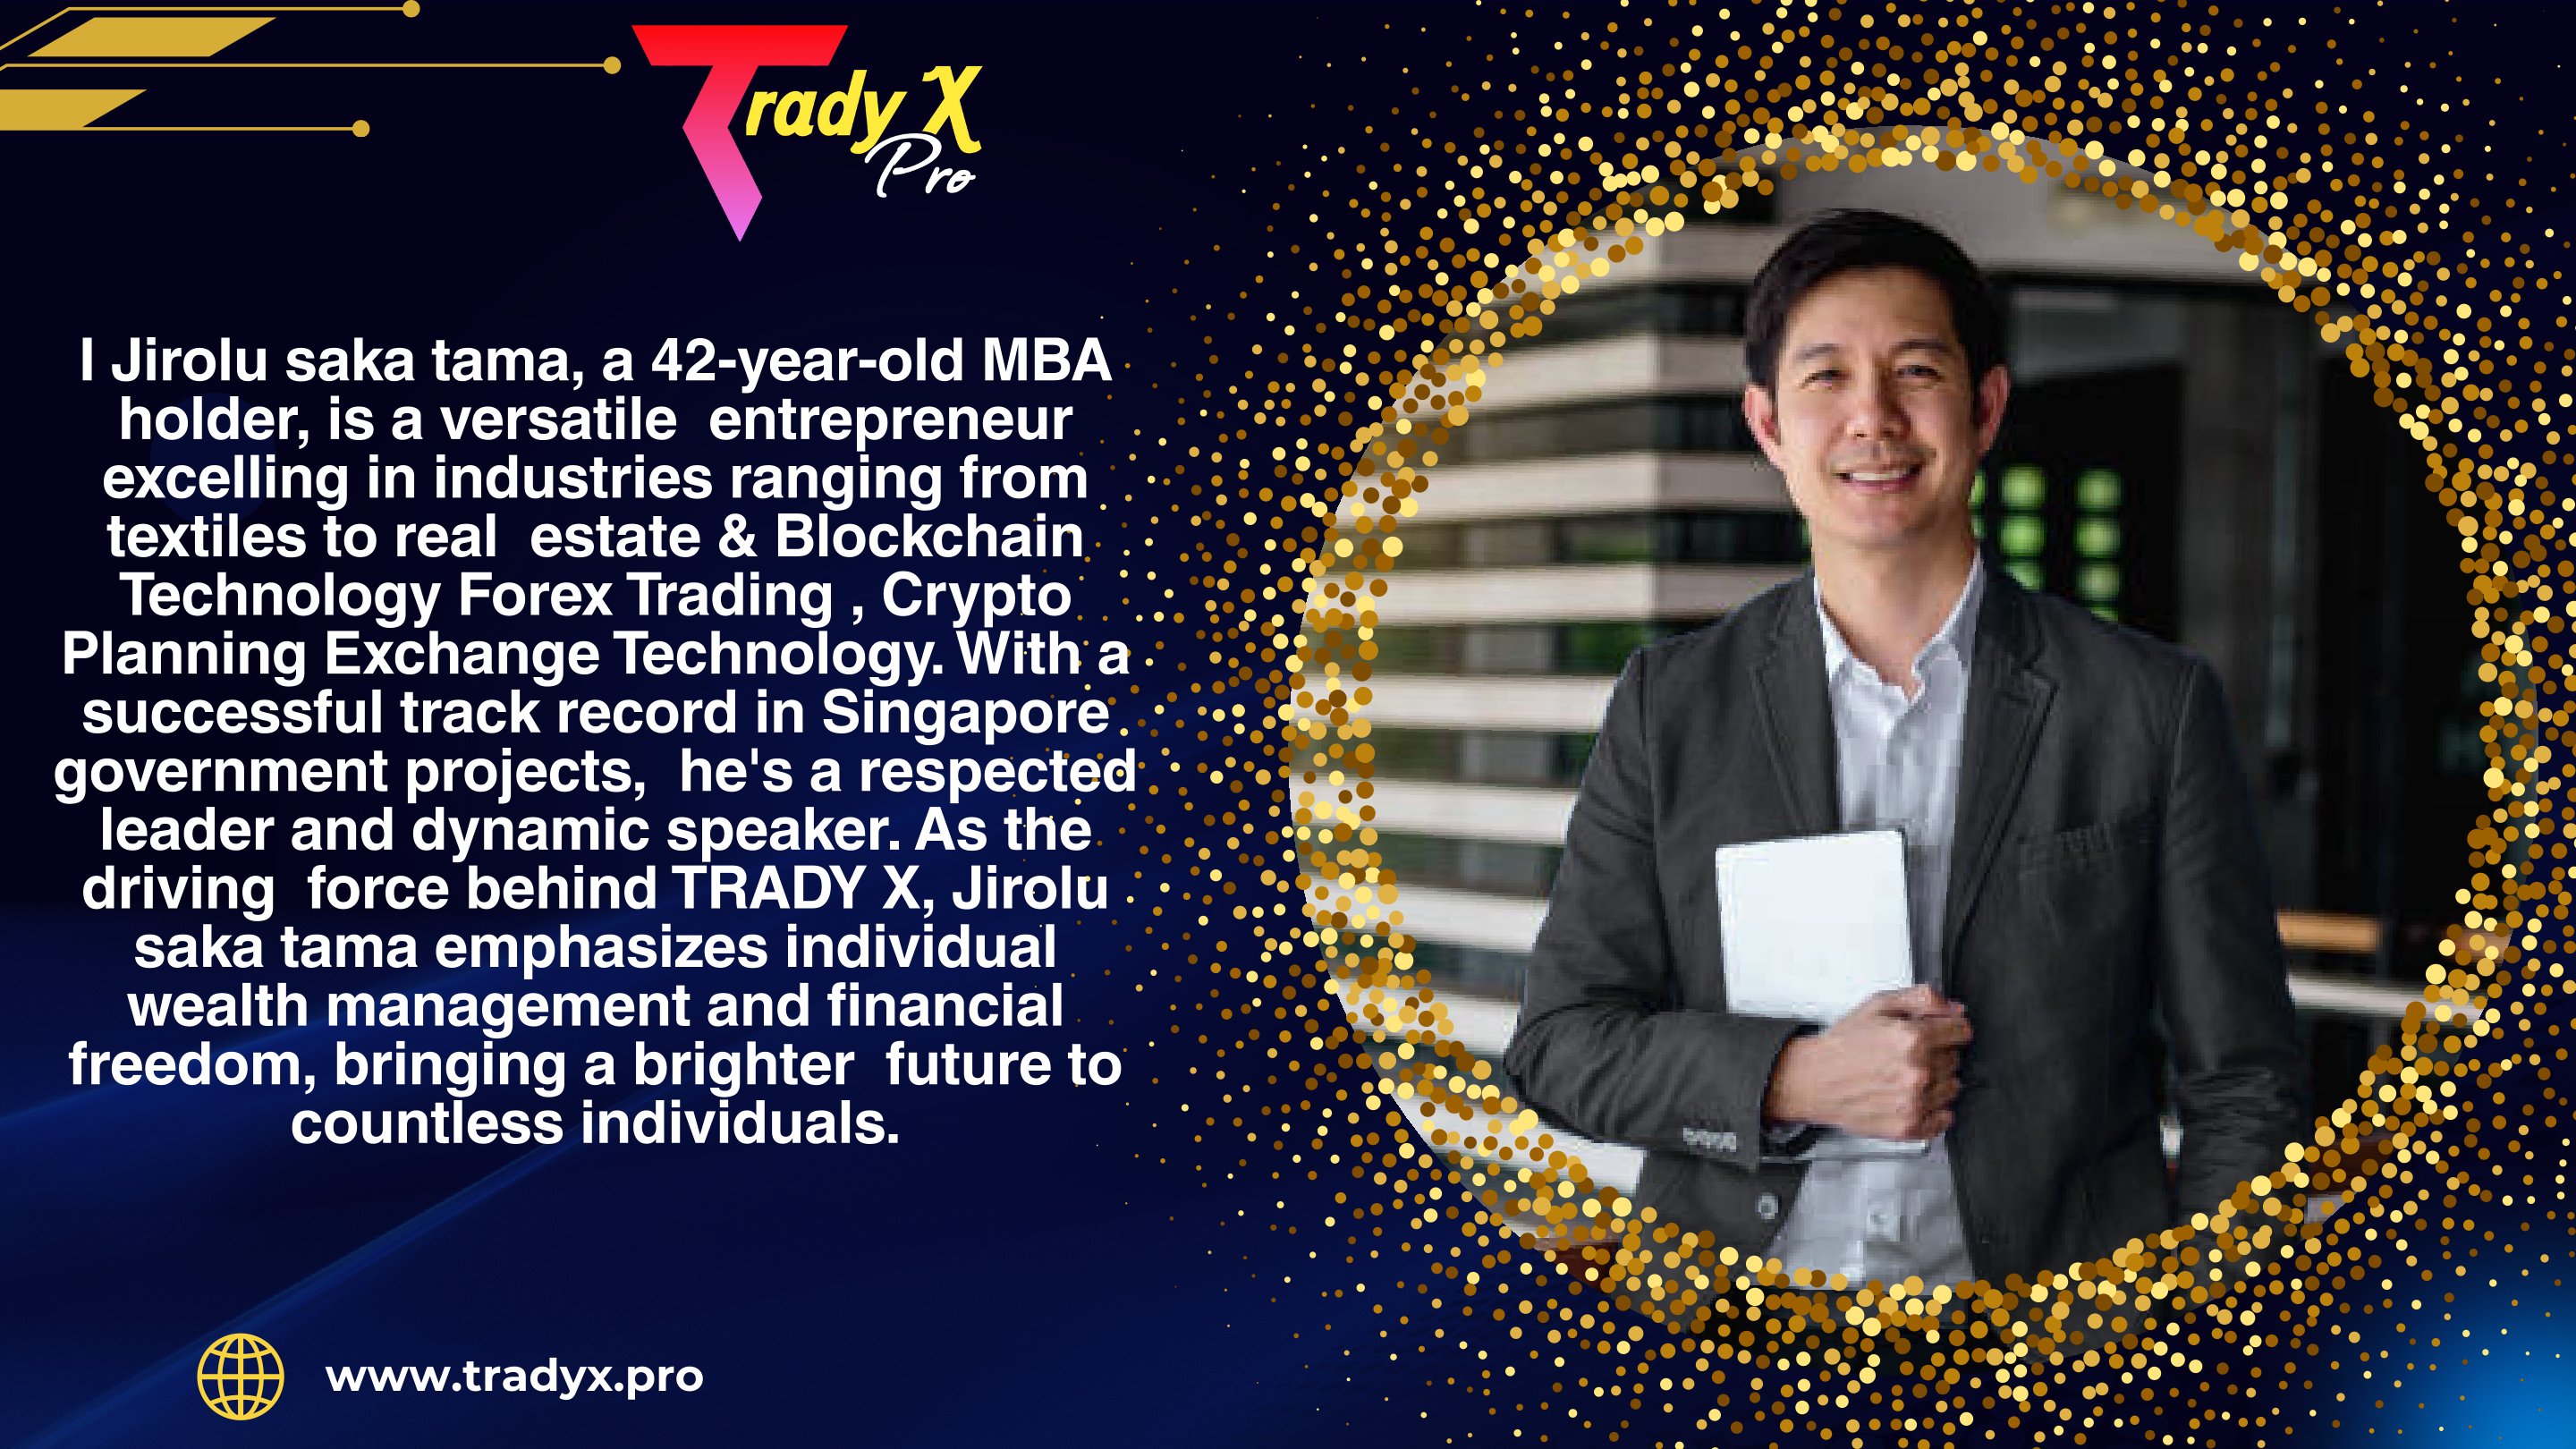 Trady X
Pro
I Jirolu saka tama, a 42-year-old MBA
holder, is a versatile  entrepreneur
excelling in industries ranging from
textiles to real  estate & Blockchain
Technology Forex Trading , Crypto
Planning Exchange Technology. With a
successful track record in Singapore
government projects,  he's a respected
leader and dynamic speaker. As the
driving  force behind TRADY X, Jirolu
saka tama emphasizes individual
wealth management and financial
freedom, bringing a brighter  future to
countless individuals.
www.tradyx.pro